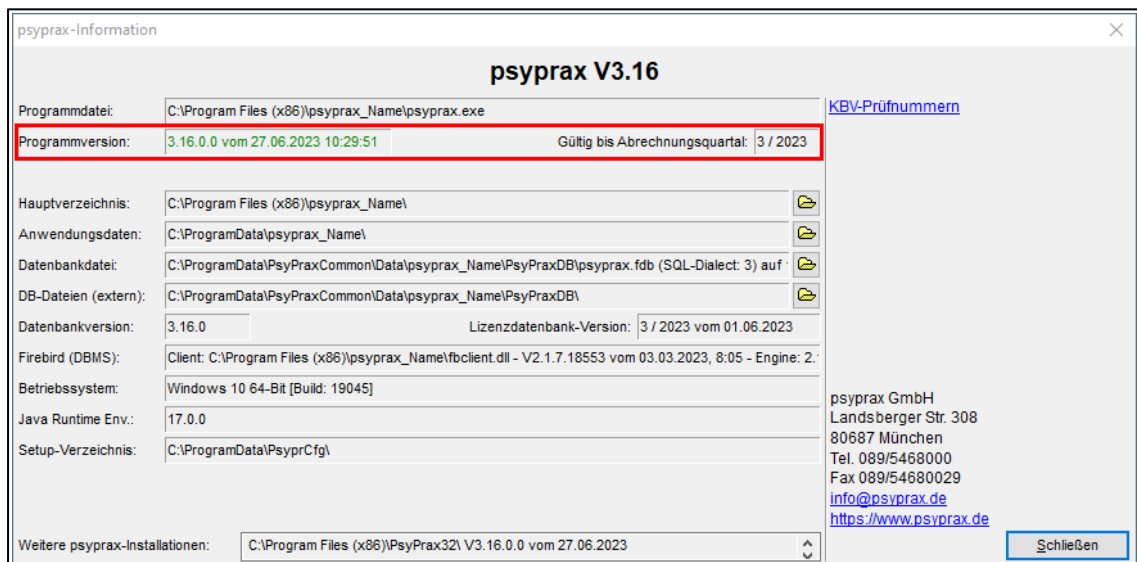 psyprax-Information
psyprax V3.16
Programmdatei: C:\Program Files (x86)\psyprax_Name\psyprax.exe
KBV-Prüfnummern
Programmversion: 3.16.0.0 vom 27.06.2023 10:29:51 Gültig bis Abrechnungsquartal: 3 / 2023
Hauptverzeichnis: C:\Program Files (x86)\psyprax_Name\
Anwendungsdaten: C:\ProgramData\psyprax_Name\
Datenbankdatei: C:\ProgramData\PsyPraxCommon\Data\psyprax_Name\PsyPraxDB\psyprax.fdb (SQL-Dialect: 3) auf
DB-Dateien (extern): C:\ProgramData\PsyPraxCommon\Data\psyprax_Name\PsyPraxDB\
Datenbankversion: 3.16.0 Lizenzdatenbank-Version: 3 / 2023 vom 01.06.2023
Firebird (DBMS): Client: C:\Program Files (x86)\psyprax_Name\fbclient.dll - V2.1.7.18553 vom 03.03.2023, 8:05 - Engine: 2.
Betriebssystem: Windows 10 64-Bit [Build: 19045]
Java Runtime Env.: 17.0.0
Setup-Verzeichnis: C:\ProgramData\PsyprCfg\
psyprax GmbH
Landsberger Str. 308
80687 München
Tel. 089/5468000
Fax 089/54680029
info@psyprax.de
https://www.psyprax.de
Weitere psyprax-Installationen: C:\Program Files (x86)\PsyPrax32\ V3.16.0.0 vom 27.06.2023
Schließen